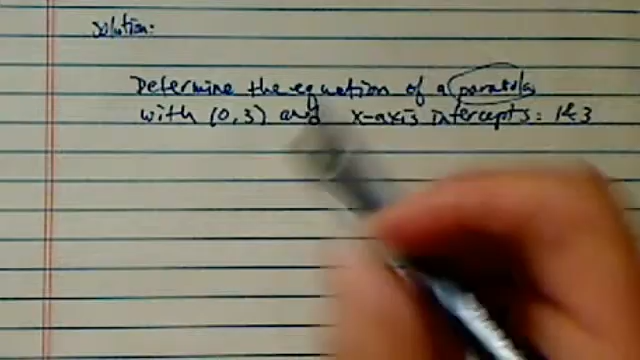 Solution:
Determine the equation of a parabola
with (0,3) and x-axis intercepts: 1&3